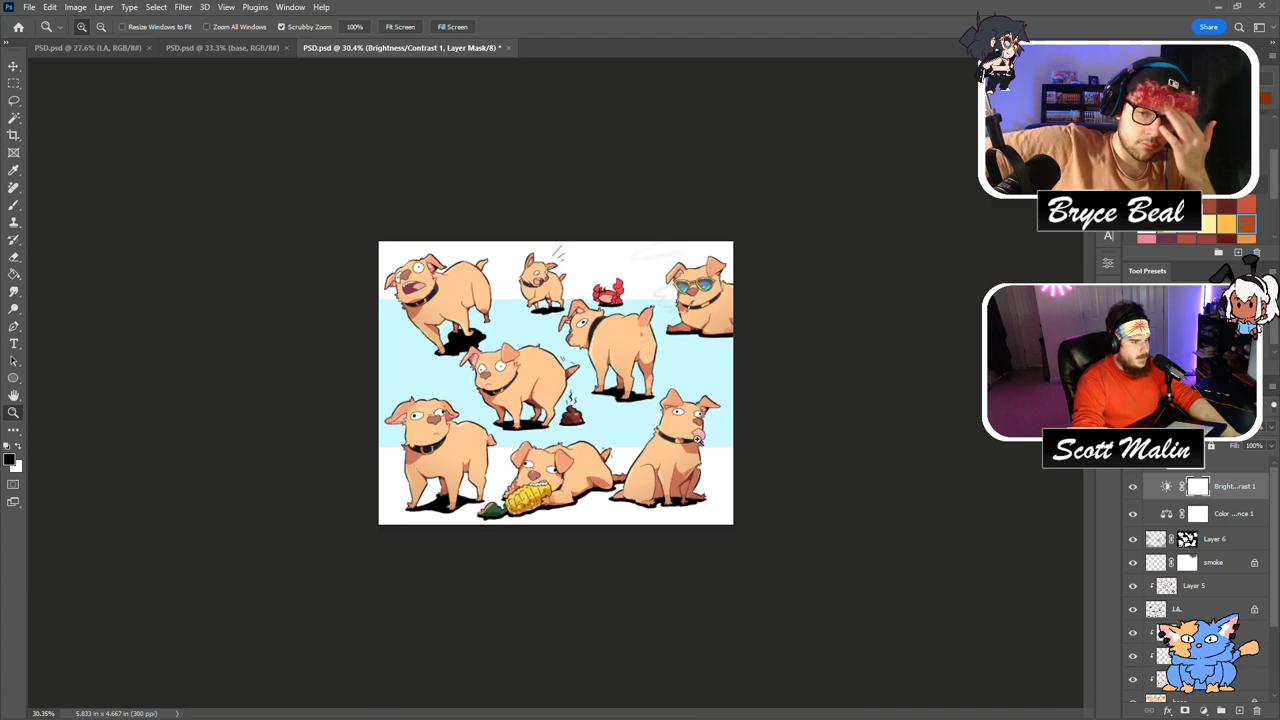 Ps File Edit Image Layer Type Select Filter 3D View Plugins Window Help
Resize Windows to Fit Zoom All Windows Scrubby Zoom 100% Fit Screen Fill Screen Share
PSD.psd @ 27.6% (LA, RGB/8#) × PSD.psd @ 33.3% (base, RGB/8#) × PSD.psd @ 30.4% (Brightness/Contrast 1, Layer Mask/8) * ×
Bryce Beal
Tool Presets
Scott Malin
Fill: 100%
Bright...rast 1
Color ...nce 1
Layer 6
smoke
Layer 5
LA
30.35% 5.833 in x 4.667 in (300 ppi)